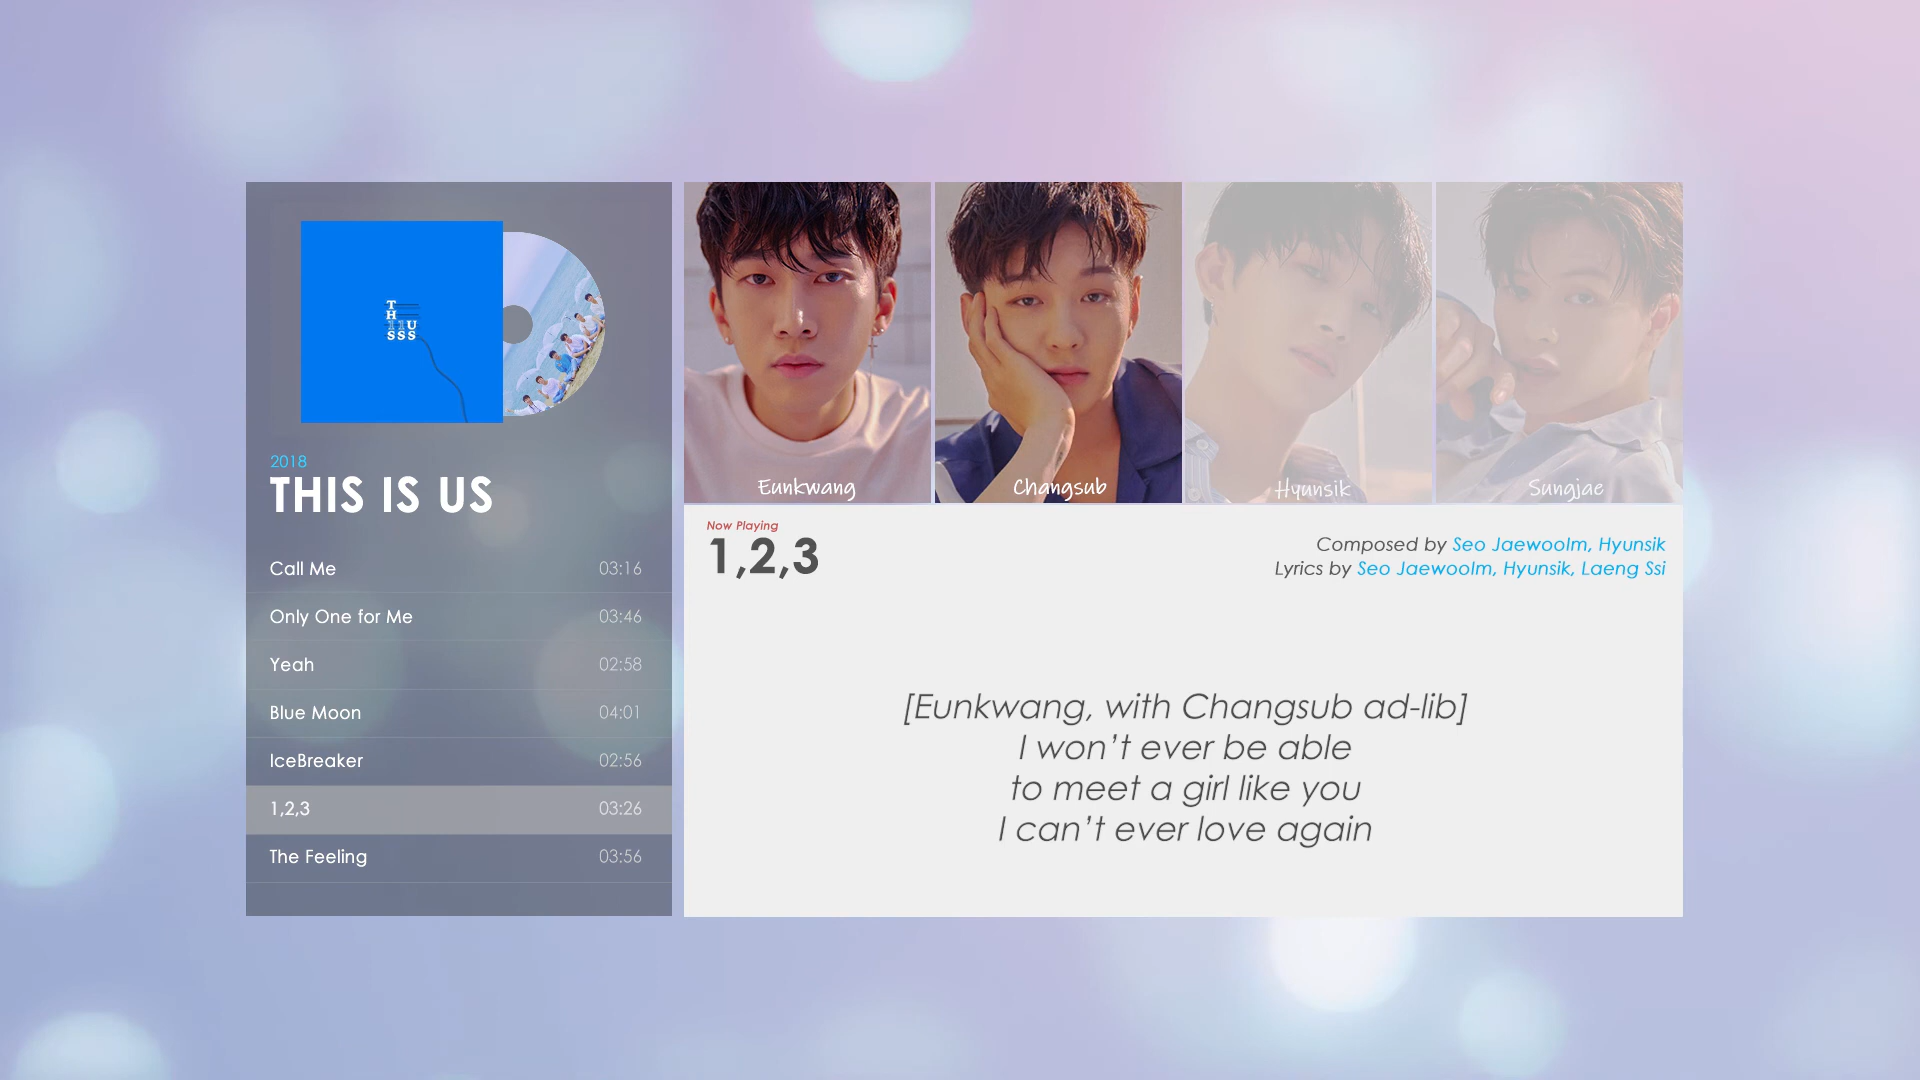 T
H
I I U
S S S
2018
THIS IS US
Call Me 03:16
Only One for Me 03:46
Yeah 02:58
Blue Moon 04:01
IceBreaker 02:56
1,2,3 03:26
The Feeling 03:56
Eunkwang
Changsub
Hyunsik
Sungjae
Now Playing
1,2,3
Composed by Seo Jaewoolm, Hyunsik
Lyrics by Seo Jaewoolm, Hyunsik, Laeng Ssi
[Eunkwang, with Changsub ad-lib]
I won’t ever be able
to meet a girl like you
I can’t ever love again